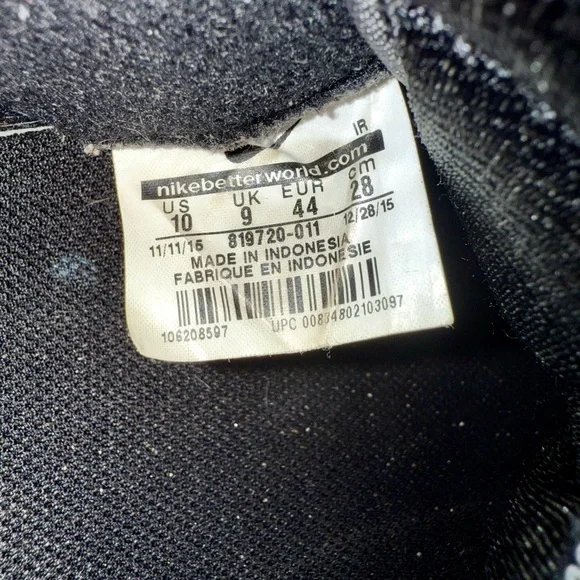 IR
nikebetterworld.com
US UK EUR cm
10 9 44 28
11/11/15 819720-011 12/28/15
MADE IN INDONESIA
FABRIQUE EN INDONESIE
106208597 UPC 00884802103097